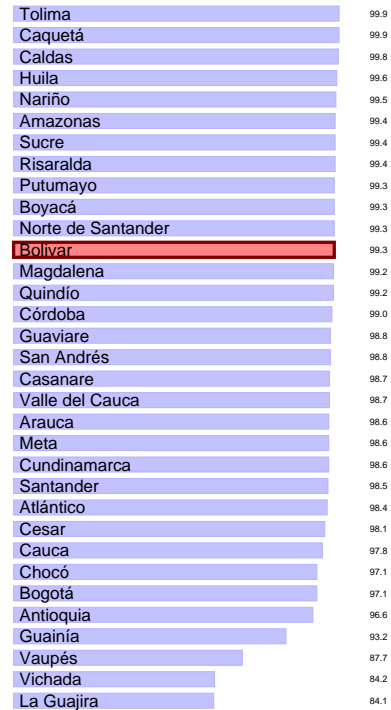 Tolima 99.9
Caquetá 99.9
Caldas 99.8
Huila 99.6
Nariño 99.5
Amazonas 99.4
Sucre 99.4
Risaralda 99.4
Putumayo 99.3
Boyacá 99.3
Norte de Santander 99.3
Bolivar 99.3
Magdalena 99.2
Quindío 99.2
Córdoba 99.0
Guaviare 98.8
San Andrés 98.8
Casanare 98.7
Valle del Cauca 98.7
Arauca 98.6
Meta 98.6
Cundinamarca 98.6
Santander 98.5
Atlántico 98.4
Cesar 98.1
Cauca 97.8
Chocó 97.1
Bogotá 97.1
Antioquia 96.6
Guainía 93.2
Vaupés 87.7
Vichada 84.2
La Guajira 84.1